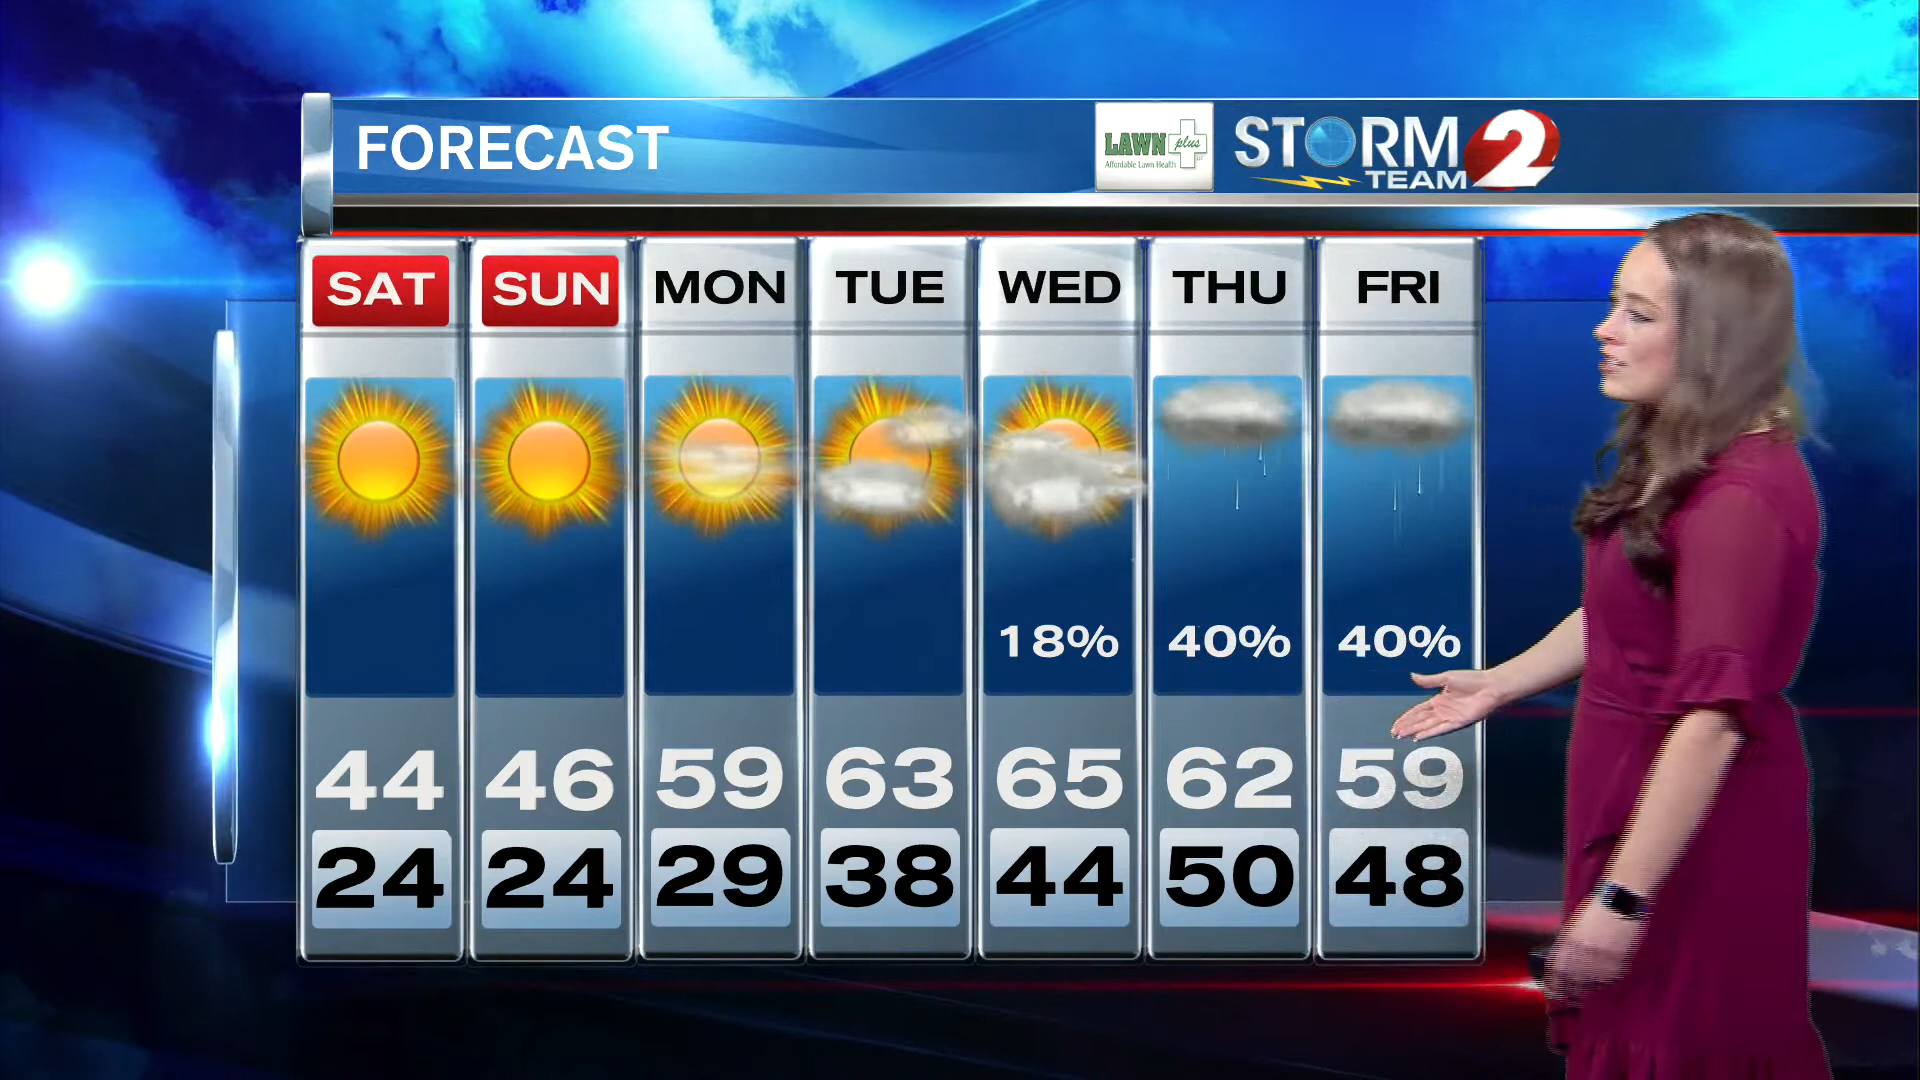 FORECAST
LAWN plus
Affordable Lawn Health
STORM
TEAM 2
SAT SUN MON TUE WED THU FRI
18% 40% 40%
44 46 59 63 65 62 59
24 24 29 38 44 50 48